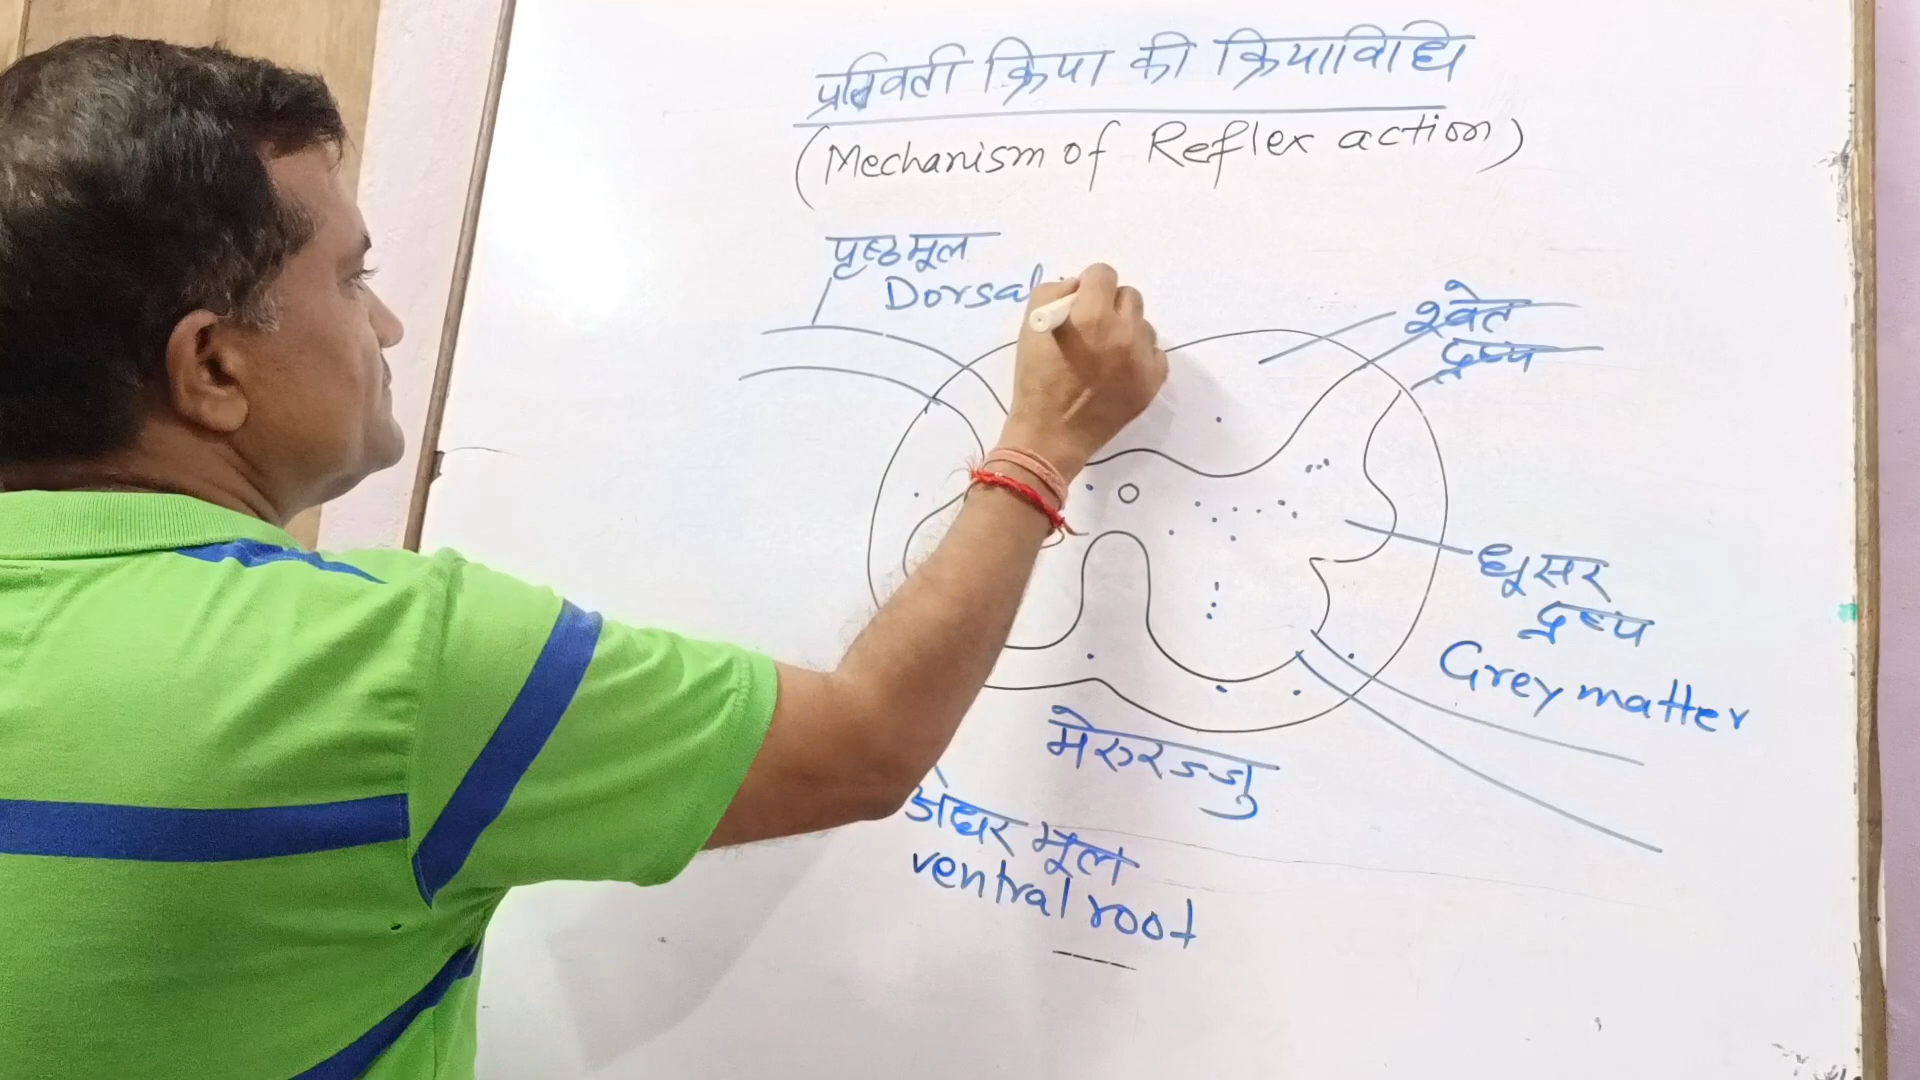 प्रतिवर्ती क्रिया की क्रियाविधि
(Mechanism of Reflex action)
पृष्ठमूल
Dorsal
श्वेत
द्रव्य
धूसर
द्रव्य
Grey matter
मेरुरज्जु
अधर मूल
ventral root